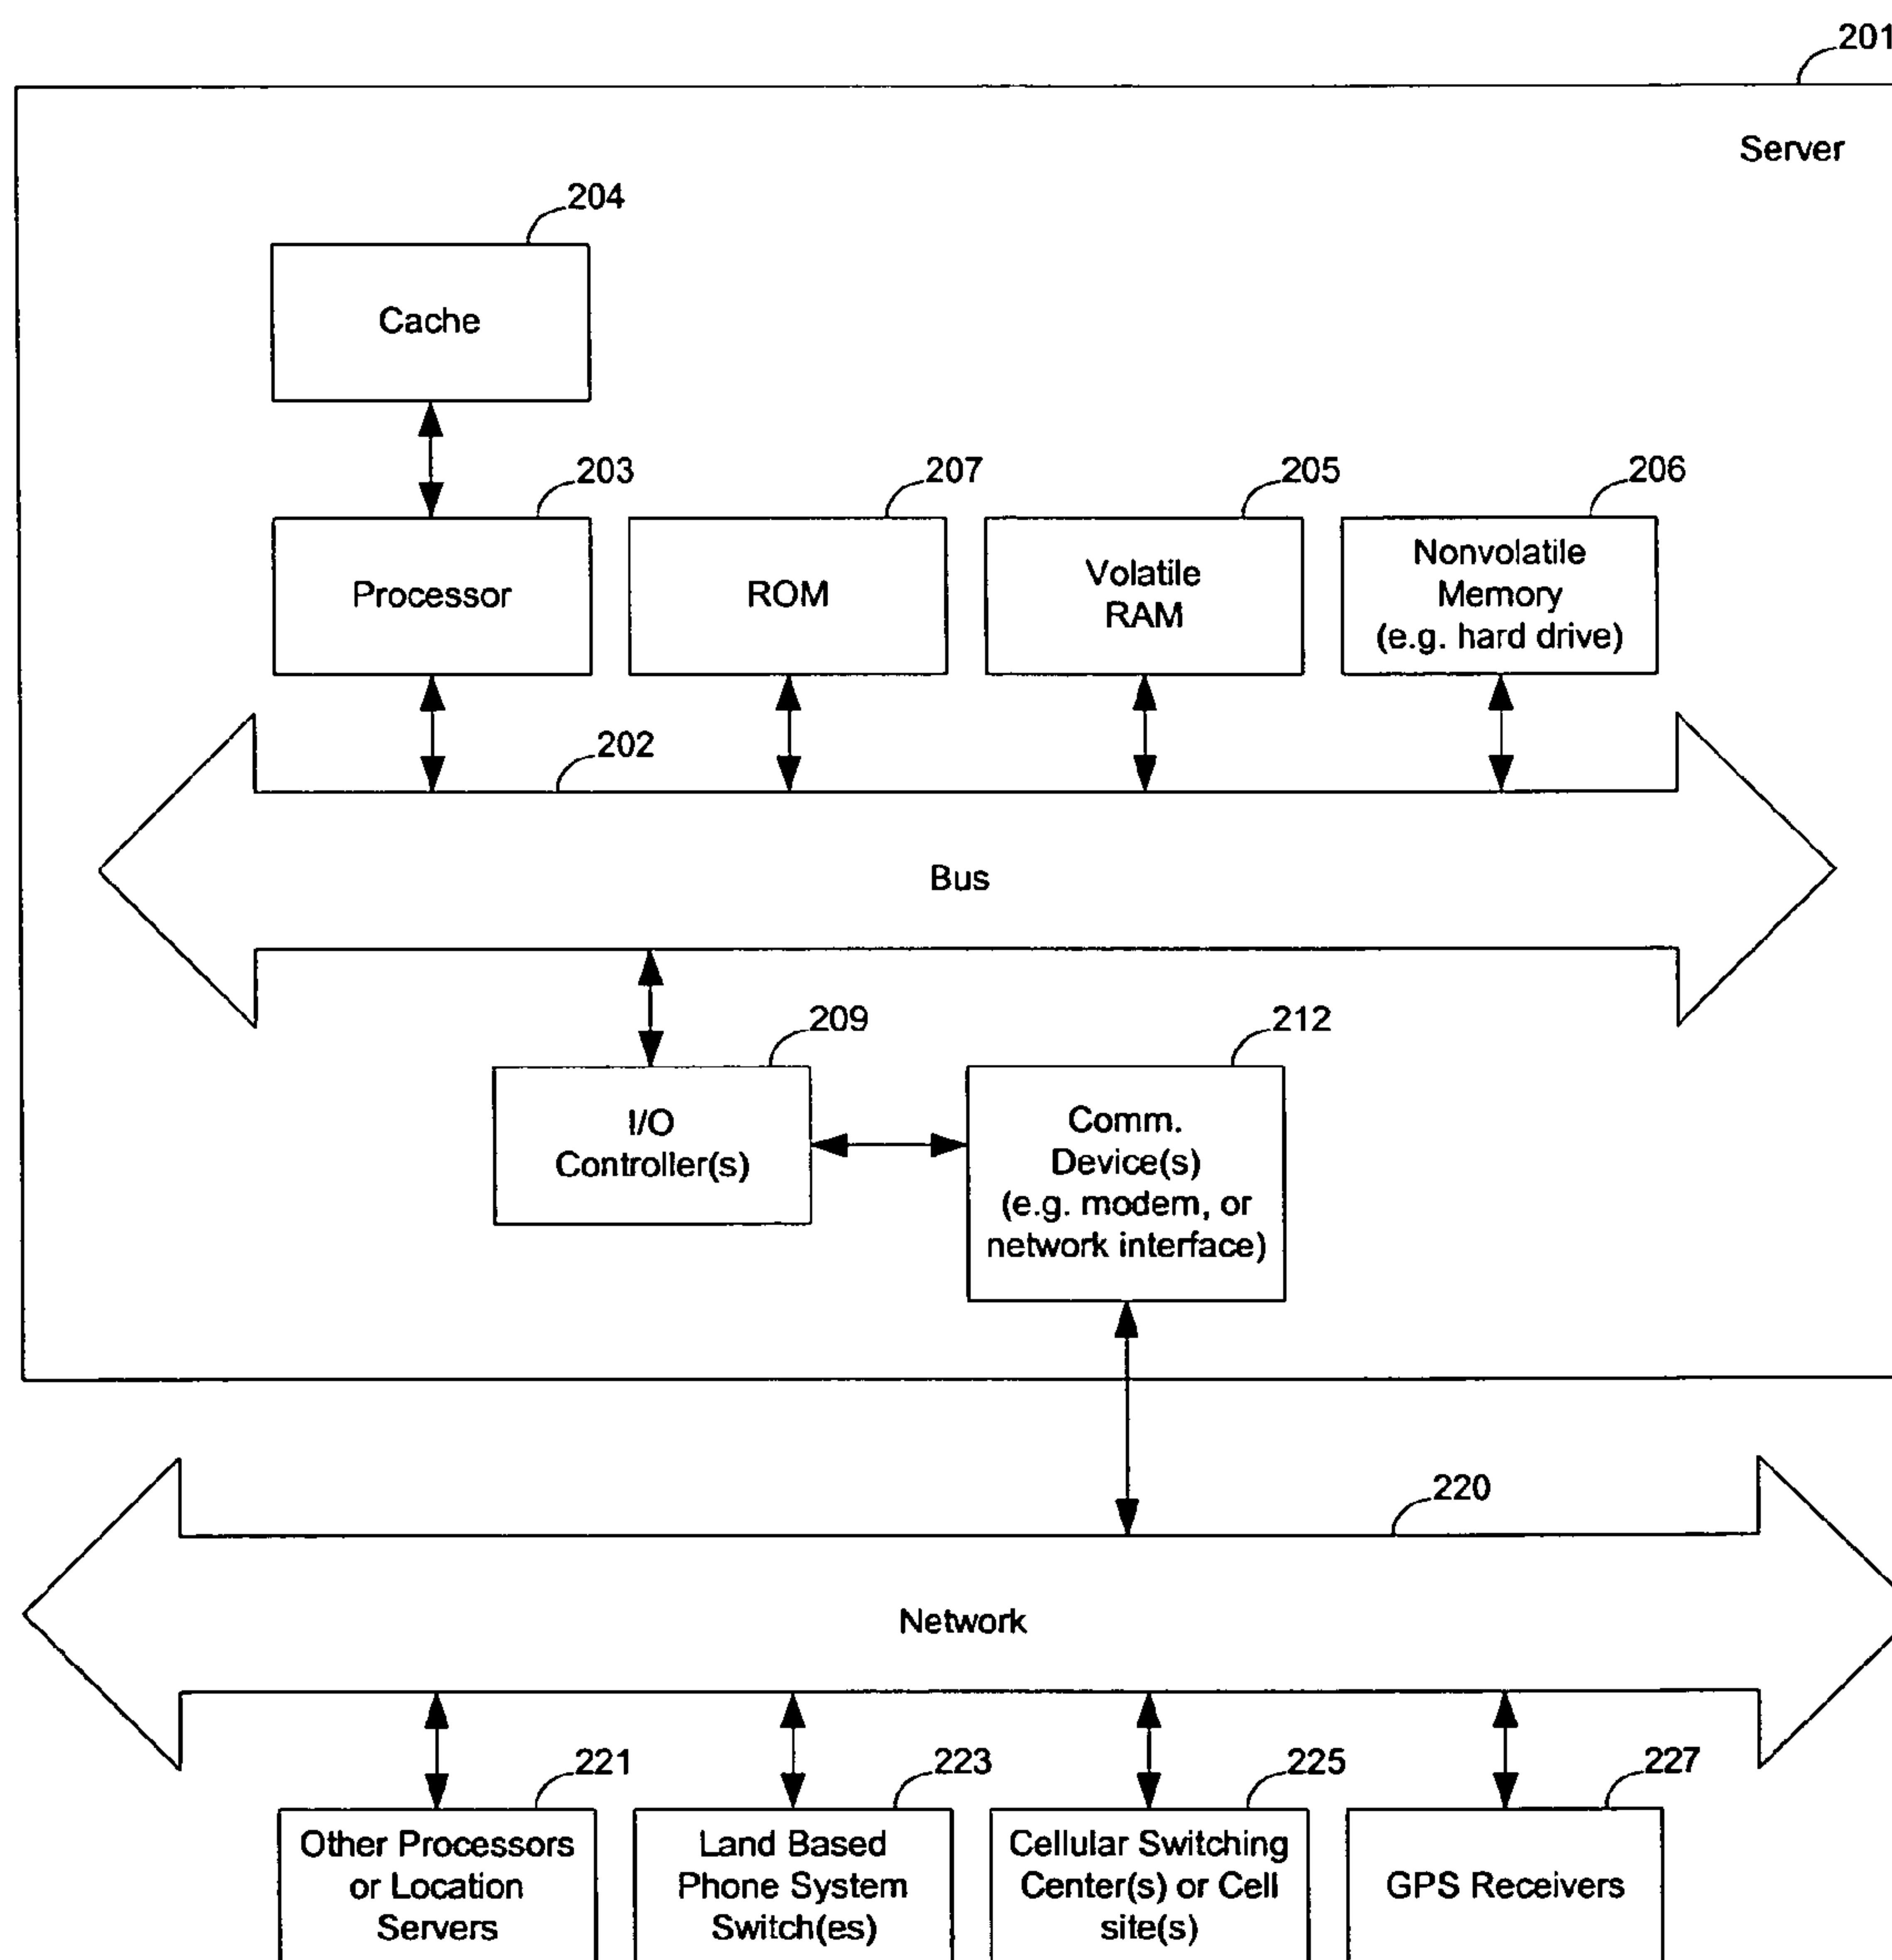 201
Server
204
Cache
203
207
205
206
Processor
ROM
Volatile
RAM
Nonvolatile
Memory
(e.g. hard drive)
202
Bus
209
212
I/O
Controller(s)
Comm.
Device(s)
(e.g. modem, or
network interface)
220
Network
221
223
225
227
Other Processors
or Location
Servers
Land Based
Phone System
Switch(es)
Cellular Switching
Center(s) or Cell
site(s)
GPS Receivers